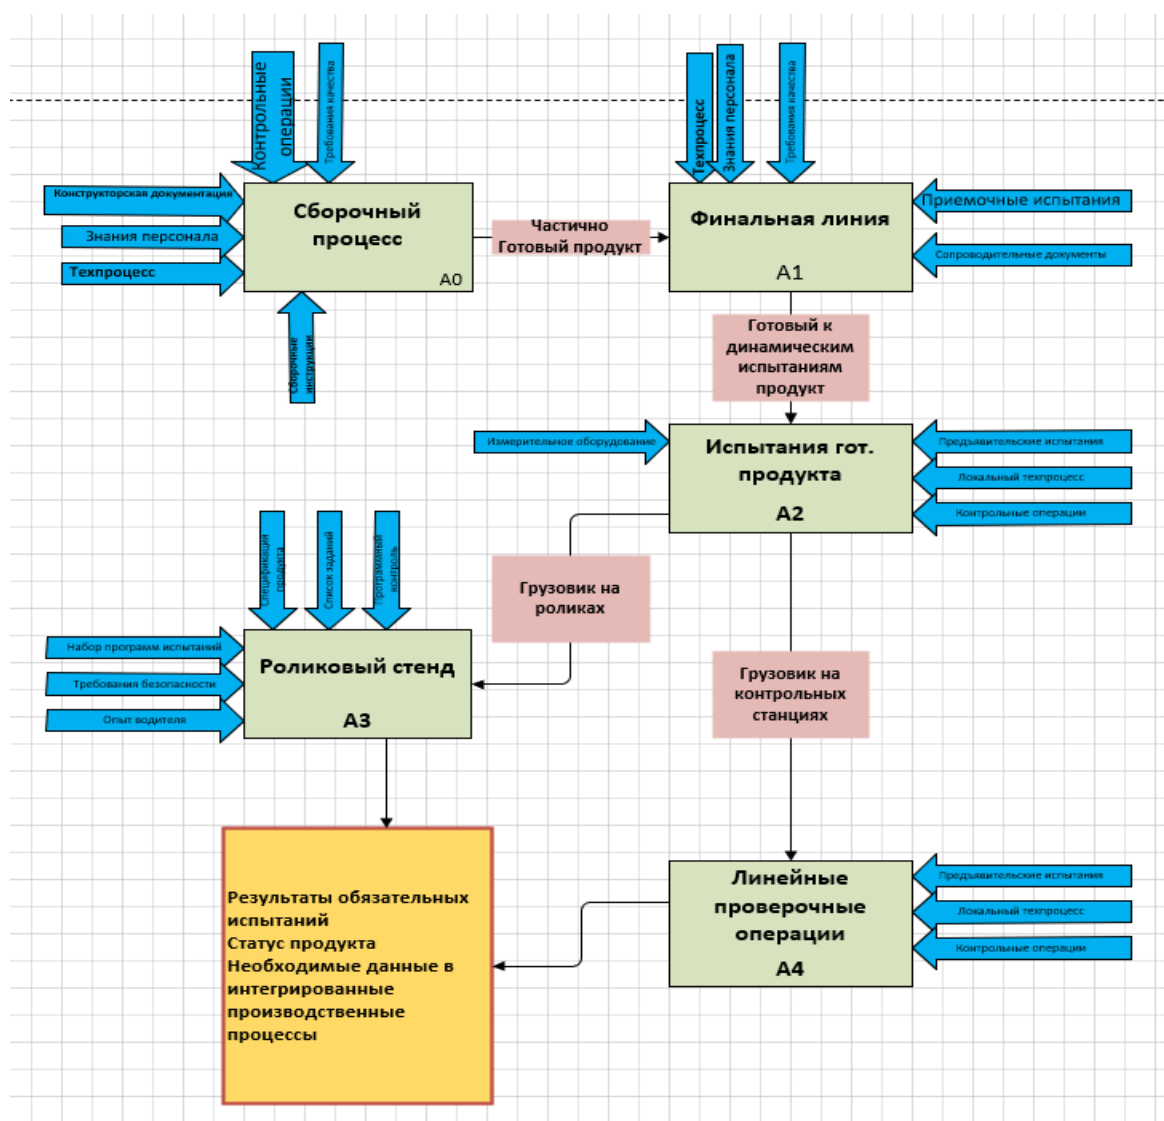 Контрольные
операции
Требования качества
Техпроцесс
Знания персонала
Требования качества
Конструкторская документация
Знания персонала
Техпроцесс
Сборочный
процесс
A0
Частично
Готовый продукт
Финальная линия
A1
Приемочные испытания
Сопроводительные документы
Сборочные
инструкции
Готовый к
динамическим
испытаниям
продукт
Измерительное оборудование
Испытания гот.
продукта
A2
Предъявительские испытания
Локальный техпроцесс
Контрольные операции
Спецификация
продукта
Список заданий
Программный
контроль
Грузовик на
роликах
Набор программ испытаний
Требования безопасности
Опыт водителя
Роликовый стенд
A3
Грузовик на
контрольных
станциях
Результаты обязательных
испытаний
Статус продукта
Необходимые данные в
интегрированные
производственные
процессы
Линейные
проверочные
операции
A4
Предъявительские испытания
Локальный техпроцесс
Контрольные операции